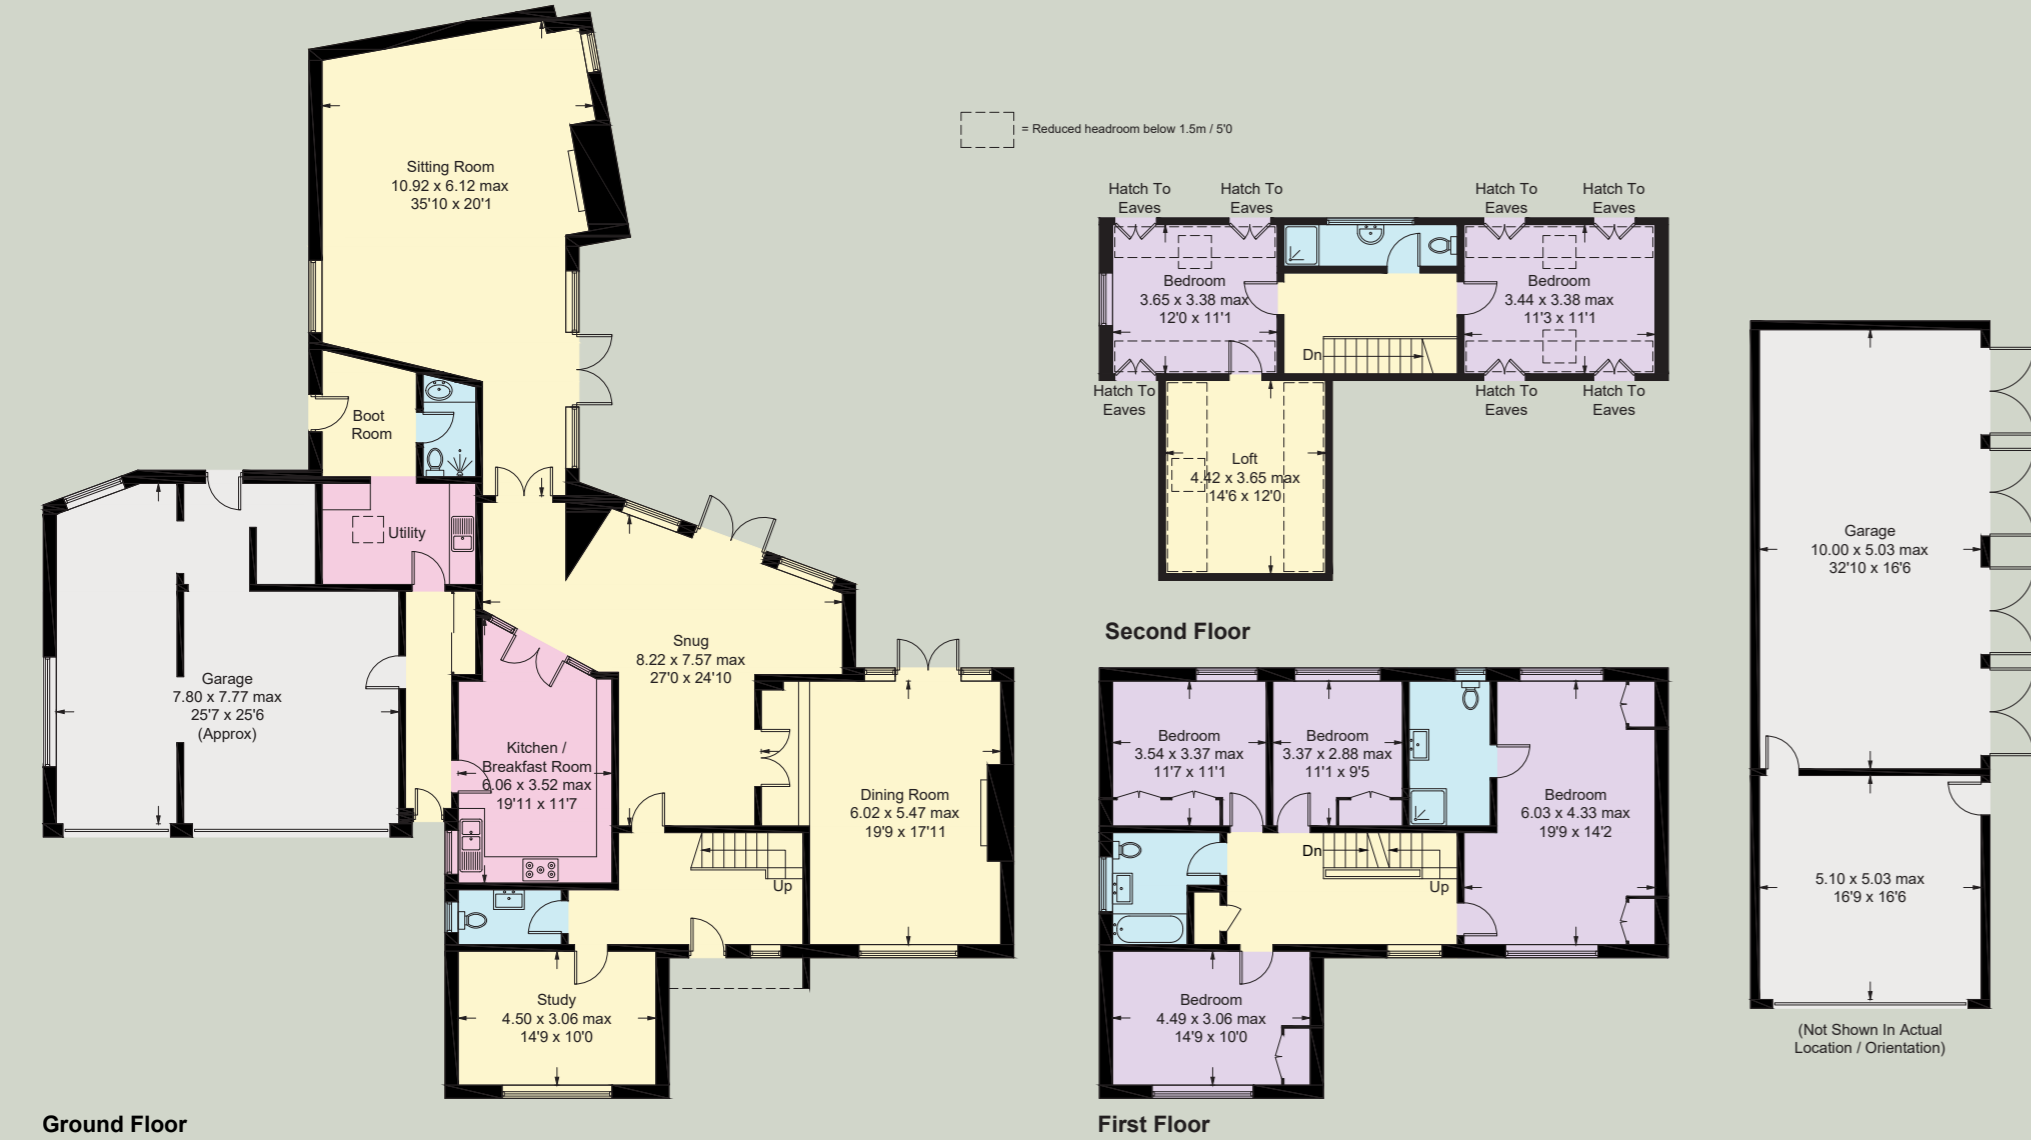 Sitting Room
10.92 x 6.12 max
35'10 x 20'1
Boot
Room
Utility
Garage
7.80 x 7.77 max
25'7 x 25'6
(Approx)
Snug
8.22 x 7.57 max
27'0 x 24'10
Kitchen /
Breakfast Room
6.06 x 3.52 max
19'11 x 11'7
Dining Room
6.02 x 5.47 max
19'9 x 17'11
Up
Study
4.50 x 3.06 max
14'9 x 10'0
Ground Floor
= Reduced headroom below 1.5m / 5'0
Hatch To
Eaves
Hatch To
Eaves
Hatch To
Eaves
Hatch To
Eaves
Bedroom
3.65 x 3.38 max
12'0 x 11'1
Dn
Bedroom
3.44 x 3.38 max
11'3 x 11'1
Hatch To
Eaves
Hatch To
Eaves
Hatch To
Eaves
Loft
4.42 x 3.65 max
14'6 x 12'0
Second Floor
Bedroom
3.54 x 3.37 max
11'7 x 11'1
Bedroom
3.37 x 2.88 max
11'1 x 9'5
Bedroom
6.03 x 4.33 max
19'9 x 14'2
Dn
Up
Bedroom
4.49 x 3.06 max
14'9 x 10'0
First Floor
Garage
10.00 x 5.03 max
32'10 x 16'6
5.10 x 5.03 max
16'9 x 16'6
(Not Shown In Actual
Location / Orientation)